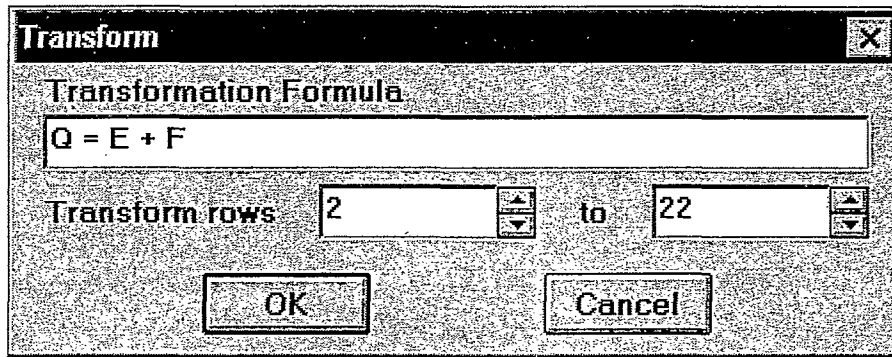 Transform
Transformation Formula
Q = E + F
Transform rows 2 to 22
OK Cancel